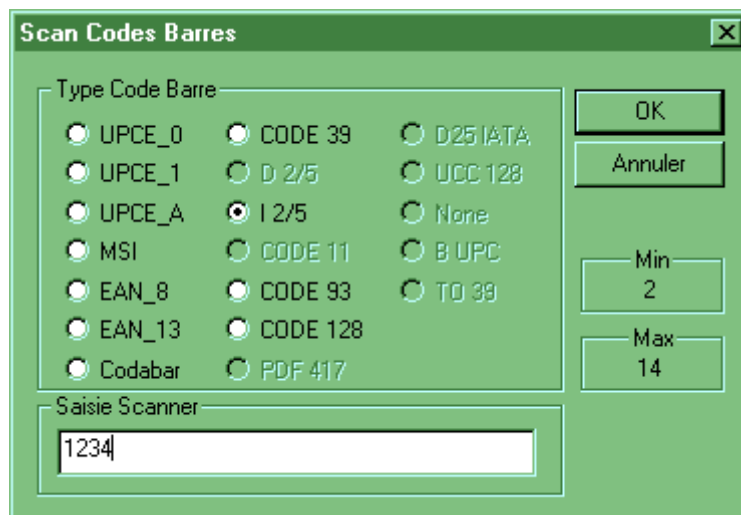 Scan Codes Barres
Type Code Barre
UPCE_0 CODE 39 D25 IATA
UPCE_1 D 2/5 UCC 128
UPCE_A I 2/5 None
MSI CODE 11 B UPC
EAN_8 CODE 93 TO 39
EAN_13 CODE 128
Codabar PDF 417
OK
Annuler
Min
2
Max
14
Saisie Scanner
1234